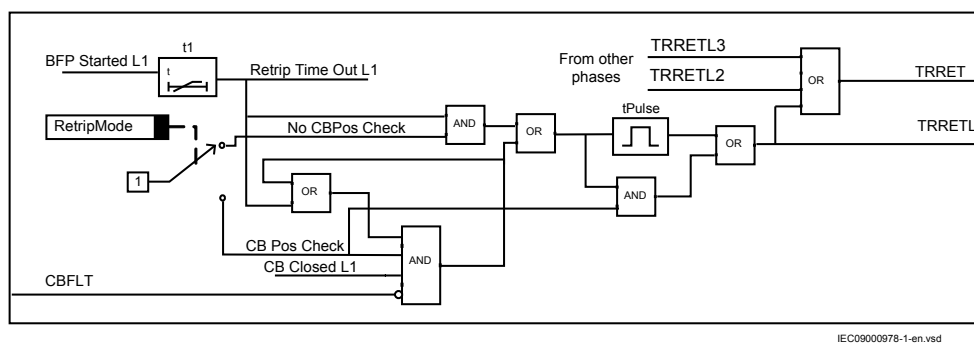 BFP Started L1
t1
t
Retrip Time Out L1
From other
phases
TRRETL3
TRRETL2
OR
TRRET
RetripMode
No CBPos Check
AND
OR
tPulse
OR
TRRETL
1
OR
AND
CB Pos Check
CB Closed L1
AND
CBFLT
IEC09000978-1-en.vsd